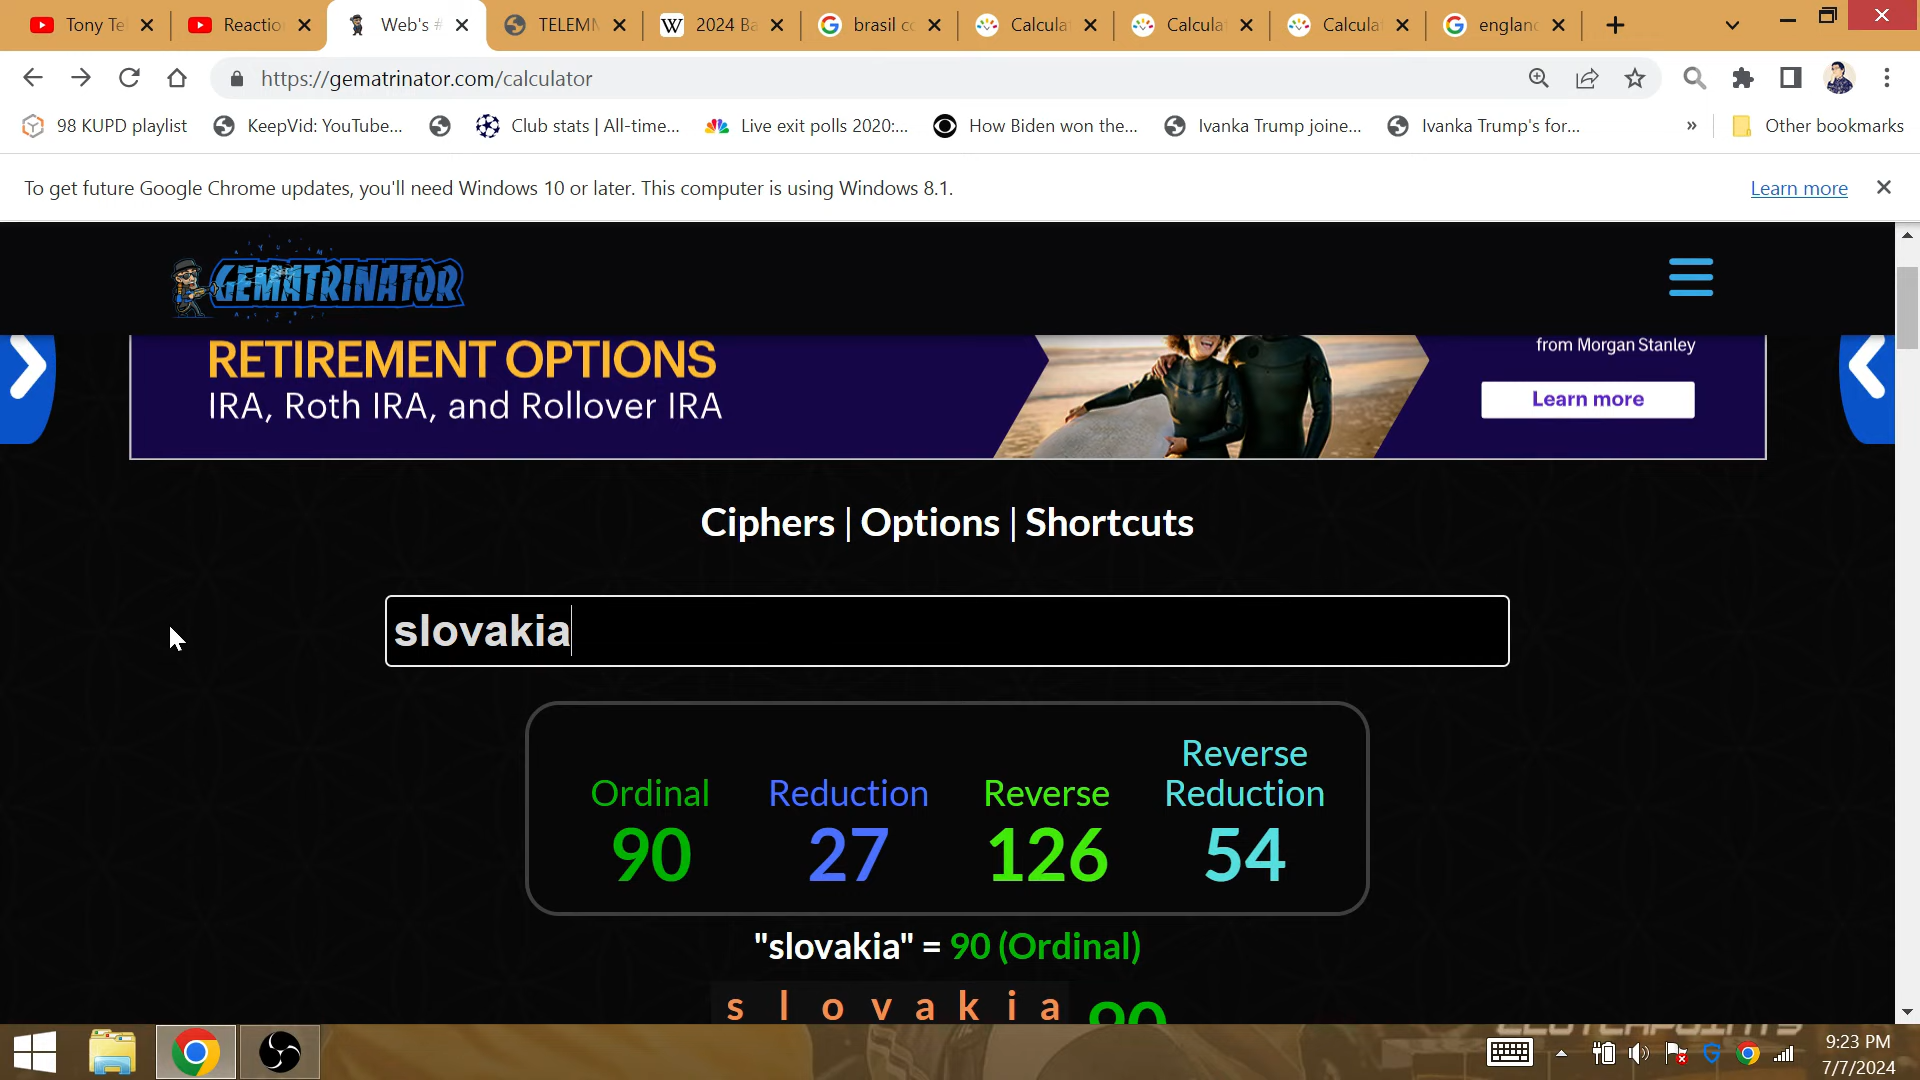 Tony Te
Reactio
Web's #
TELEMM
2024 Ba
brasil cc
Calcula
Calcula
Calcula
englanc
https://gematrinator.com/calculator
98 KUPD playlist
KeepVid: YouTube...
Club stats | All-time...
Live exit polls 2020:...
How Biden won the...
Ivanka Trump joine...
Ivanka Trump's for...
»
Other bookmarks
To get future Google Chrome updates, you'll need Windows 10 or later. This computer is using Windows 8.1.
Learn more
GEMATRINATOR
RETIREMENT OPTIONS
IRA, Roth IRA, and Rollover IRA
from Morgan Stanley
Learn more
Ciphers | Options | Shortcuts
slovakia
Ordinal
90
Reduction
27
Reverse
126
Reverse
Reduction
54
"slovakia" = 90 (Ordinal)
s l o v a k i a 90
CLUTCHPOINTS
9:23 PM
7/7/2024